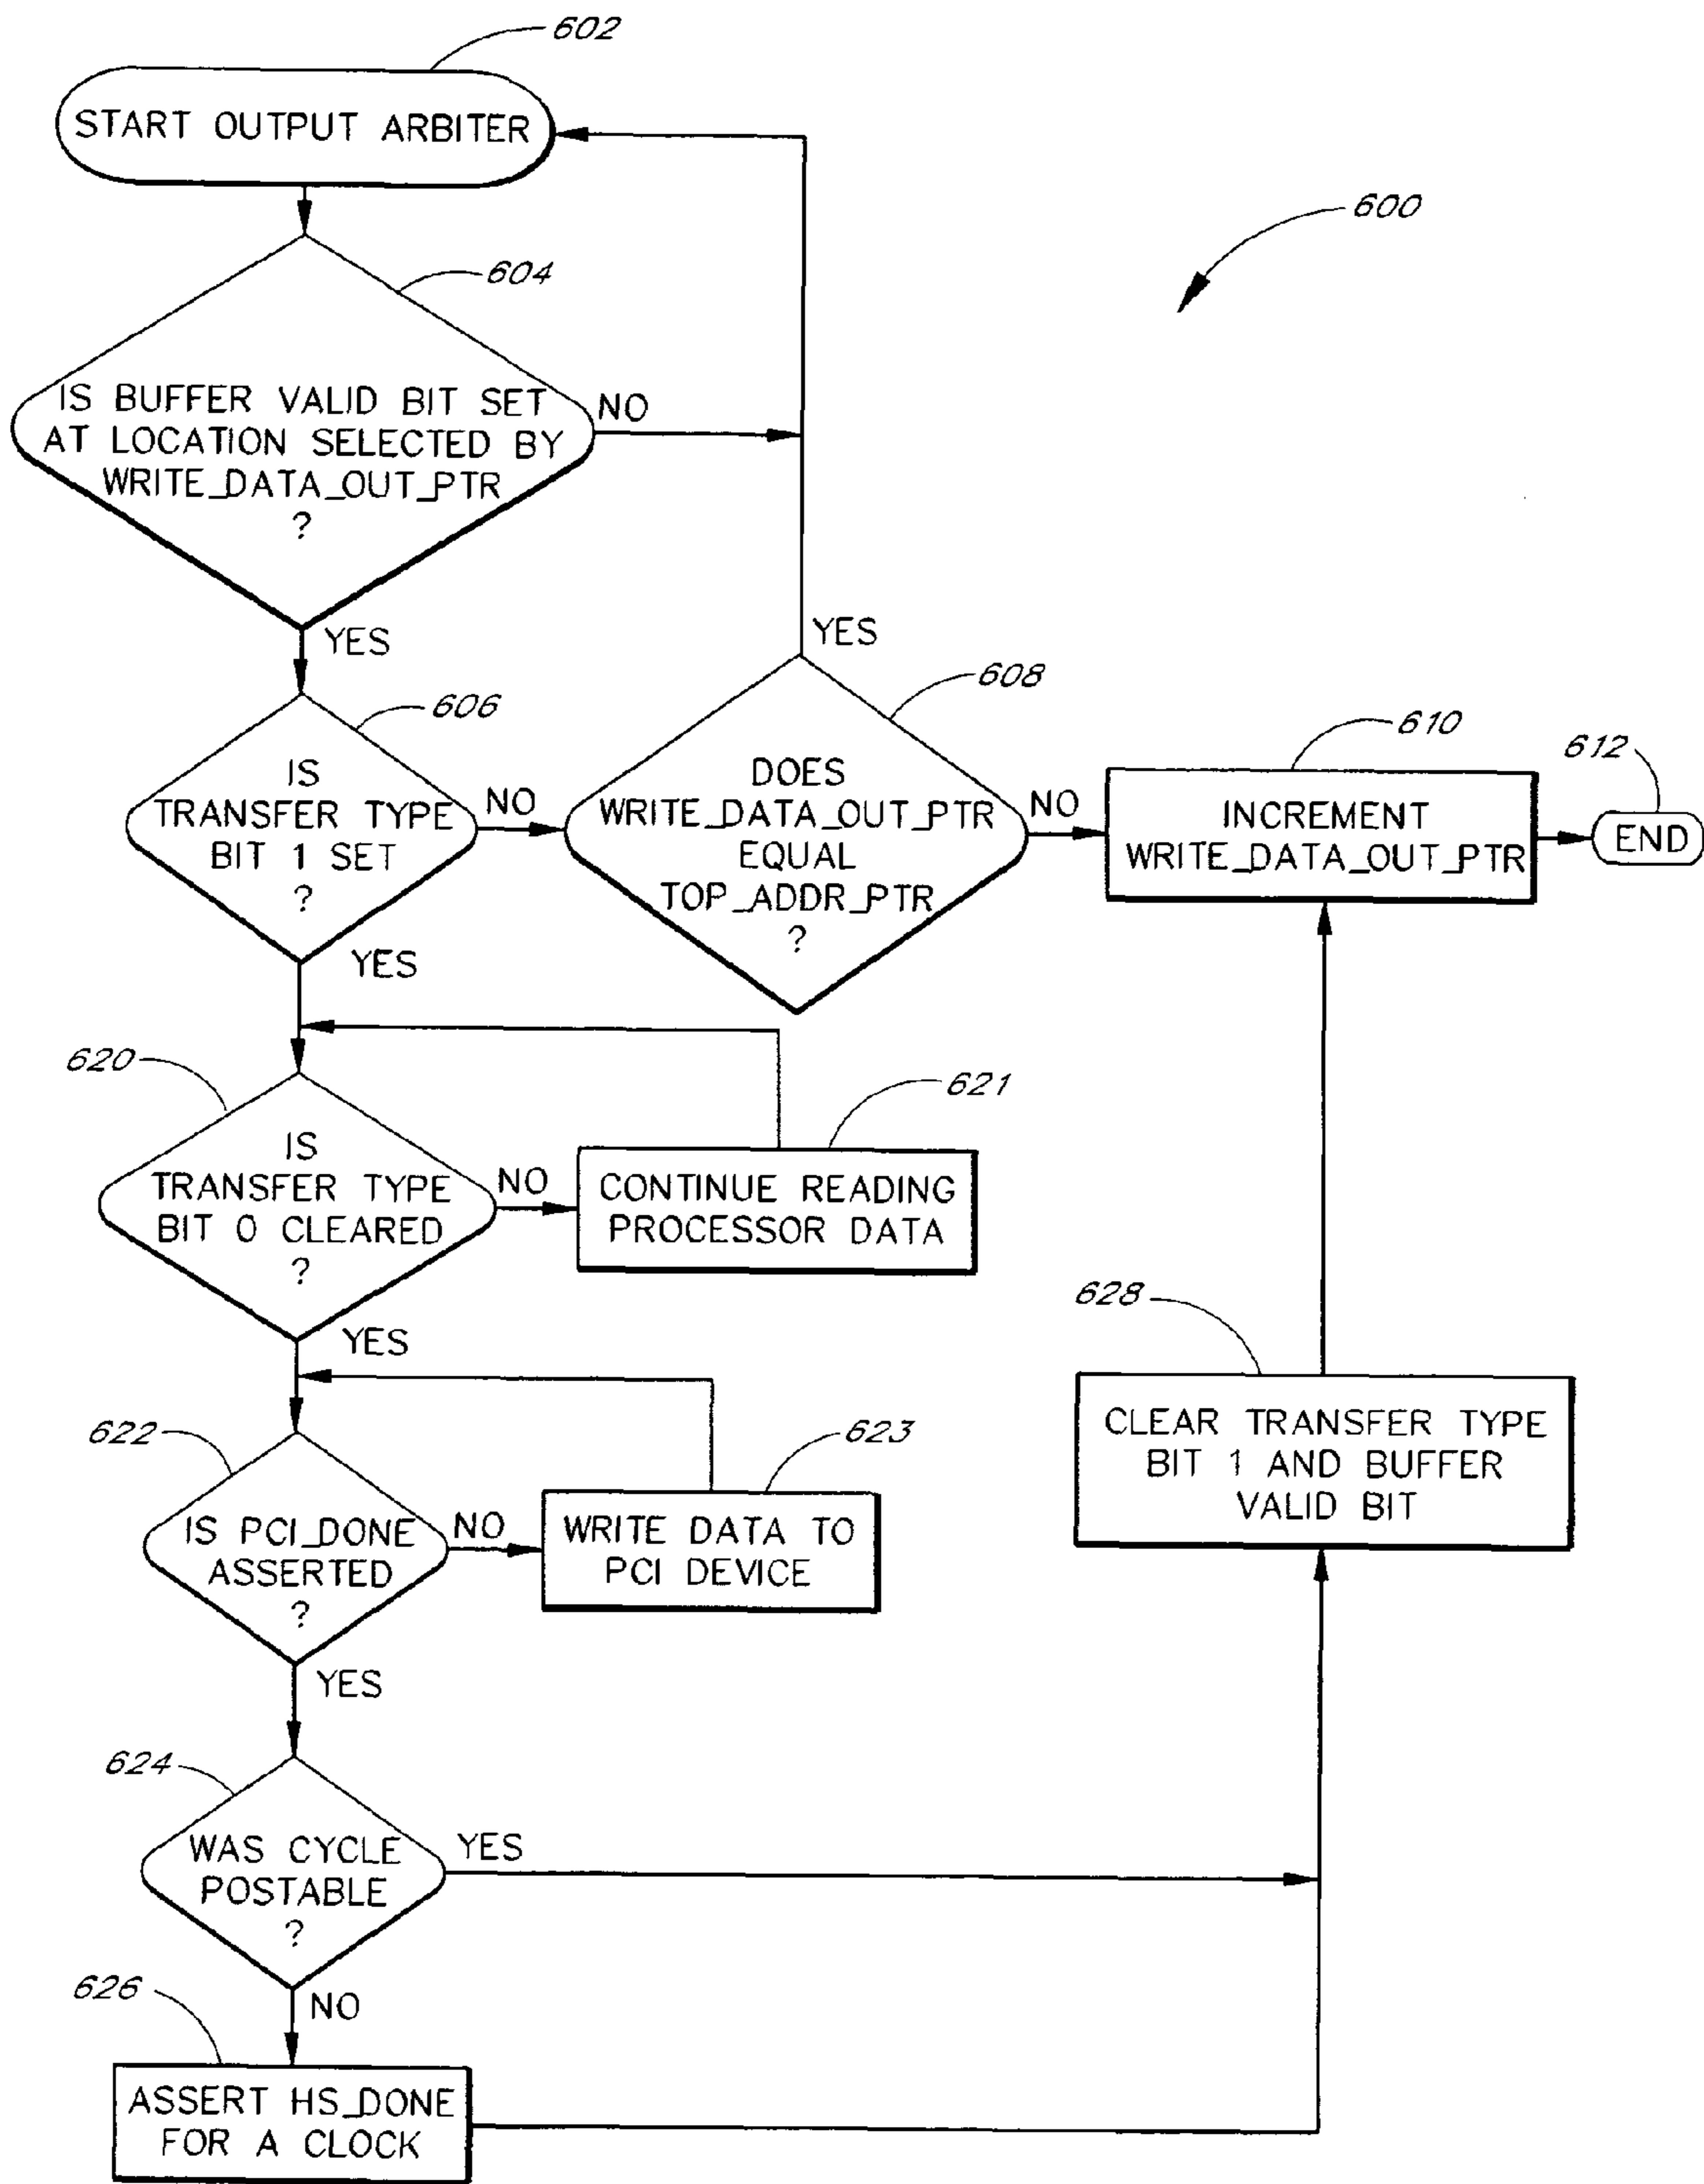 602
START OUTPUT ARBITER
600
604
IS BUFFER VALID BIT SET
AT LOCATION SELECTED BY
WRITE_DATA_OUT_PTR
?
NO
YES
YES
606
IS
TRANSFER TYPE
BIT 1 SET
?
NO
YES
608
DOES
WRITE_DATA_OUT_PTR
EQUAL
TOP_ADDR_PTR
?
NO
610
INCREMENT
WRITE_DATA_OUT_PTR
612
END
620
IS
TRANSFER TYPE
BIT 0 CLEARED
?
NO
YES
621
CONTINUE READING
PROCESSOR DATA
622
IS PCI_DONE
ASSERTED
?
NO
YES
623
WRITE DATA TO
PCI DEVICE
628
CLEAR TRANSFER TYPE
BIT 1 AND BUFFER
VALID BIT
624
WAS CYCLE
POSTABLE
?
YES
NO
626
ASSERT HS_DONE
FOR A CLOCK